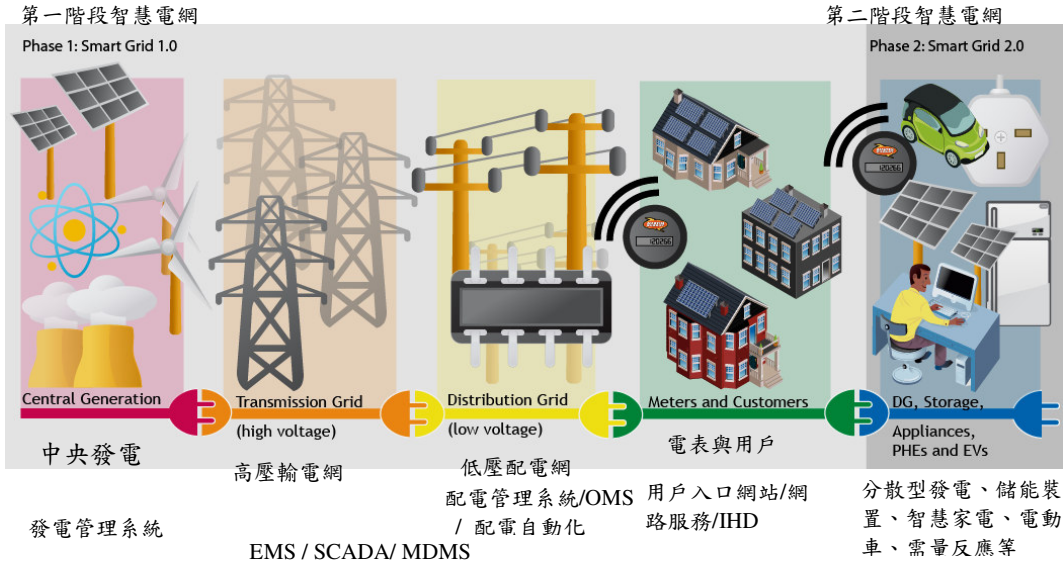 第一階段智慧電網
第二階段智慧電網
Phase 1: Smart Grid 1.0
Phase 2: Smart Grid 2.0
Central Generation
Transmission Grid
(high voltage)
Distribution Grid
(low voltage)
Meters and Customers
DG, Storage,
Appliances,
PHEs and EVs
中央發電
高壓輸電網
低壓配電網
電表與用戶
發電管理系統
EMS / SCADA/ MDMS
配電管理系統/OMS
/ 配電自動化
用戶入口網站/網
路服務/IHD
分散型發電、儲能裝
置、智慧家電、電動
車、需量反應等